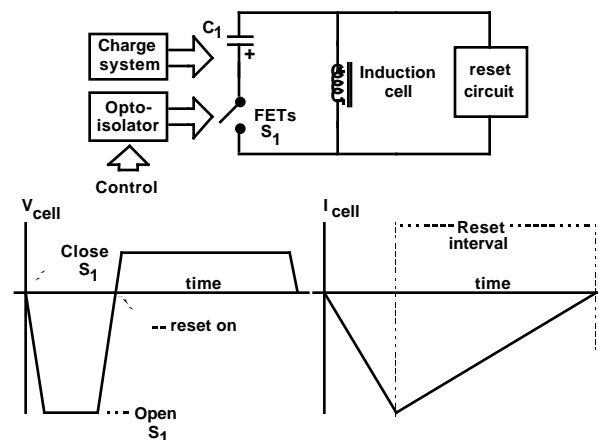 C1
Charge
system
+
Induction
cell
reset
circuit
Opto-
isolator
FETs
S1
Control
Vcell
Close
S1
time
-- reset on
Open
S1
Icell
Reset
interval
time